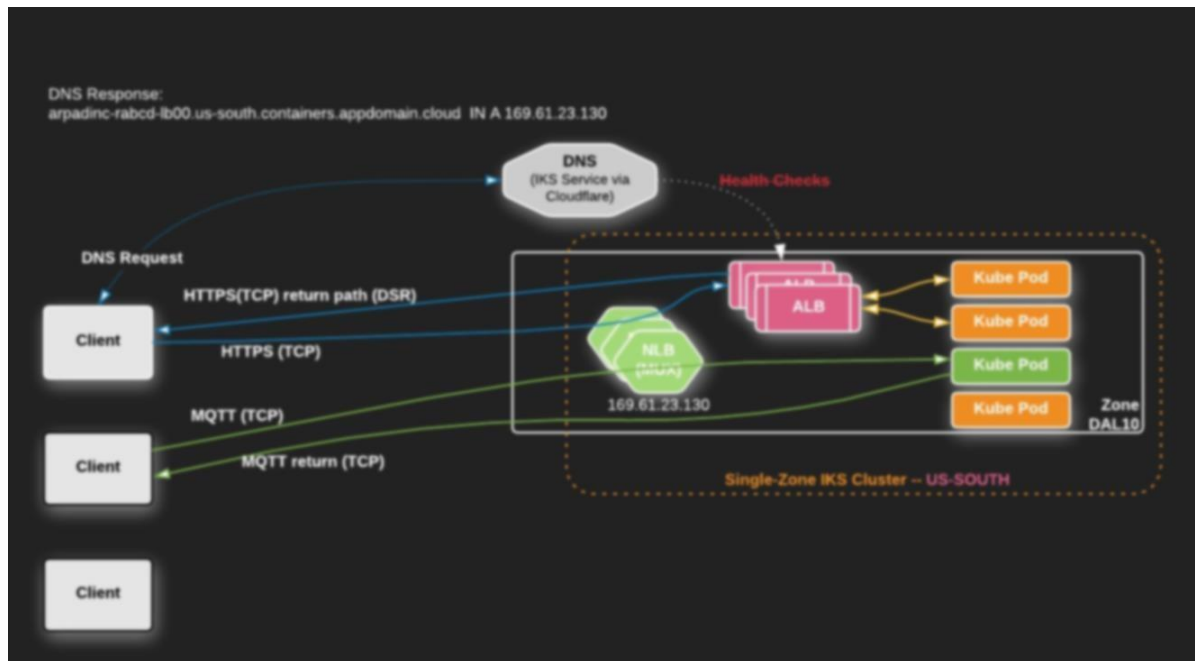 DNS Response:
arpadinc-rabcd-lb00.us-south.containers.appdomain.cloud IN A 169.61.23.130
DNS
(IKS Service via
Cloudflare)
Health Checks
DNS Request
HTTPS(TCP) return path (DSR)
Client
HTTPS (TCP)
ALB
ALB
Kube Pod
Kube Pod
NLB
(MUX)
Kube Pod
169.61.23.130
Kube Pod
Zone
DAL10
MQTT (TCP)
Client
MQTT return (TCP)
Single-Zone IKS Cluster -- US-SOUTH
Client